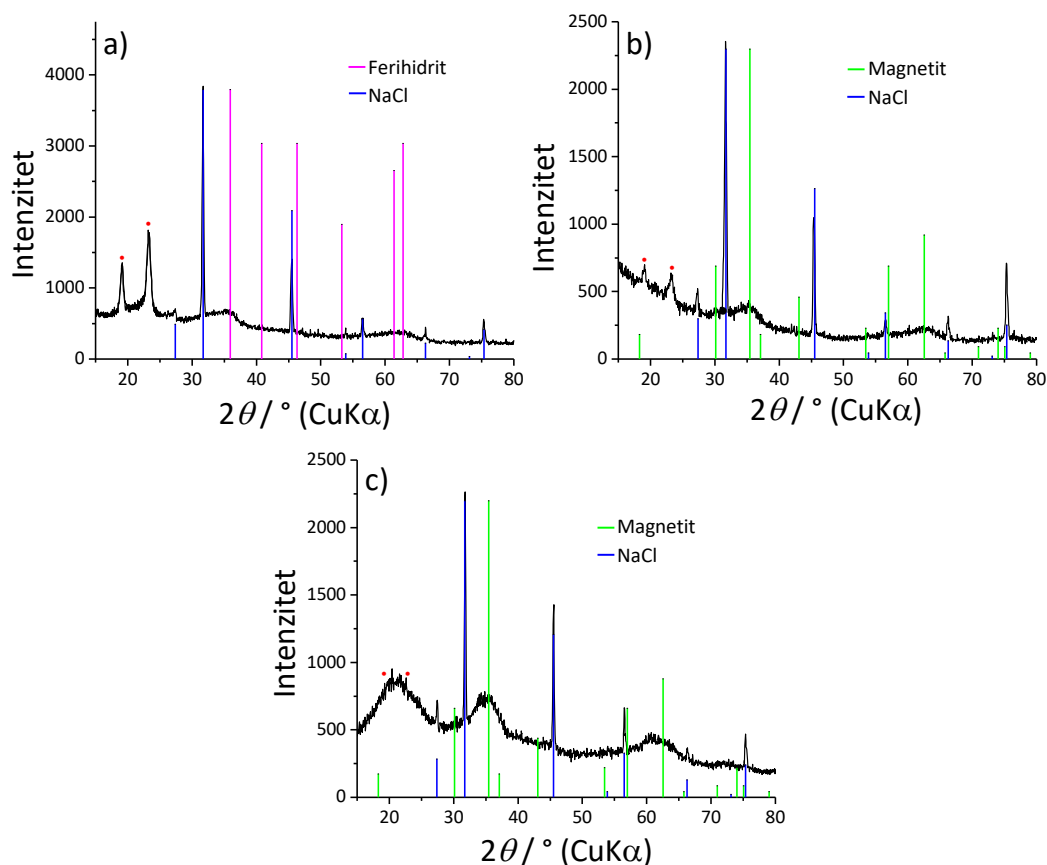 a)
Ferihidrit
NaCl
Intenzitet
4000
3000
2000
1000
0
20 30 40 50 60 70 80
2θ / ° (CuKα)
b)
Magnetit
NaCl
Intenzitet
2500
2000
1500
1000
500
0
20 30 40 50 60 70 80
2θ / ° (CuKα)
c)
Magnetit
NaCl
Intenzitet
2500
2000
1500
1000
500
0
20 30 40 50 60 70 80
2θ / ° (CuKα)